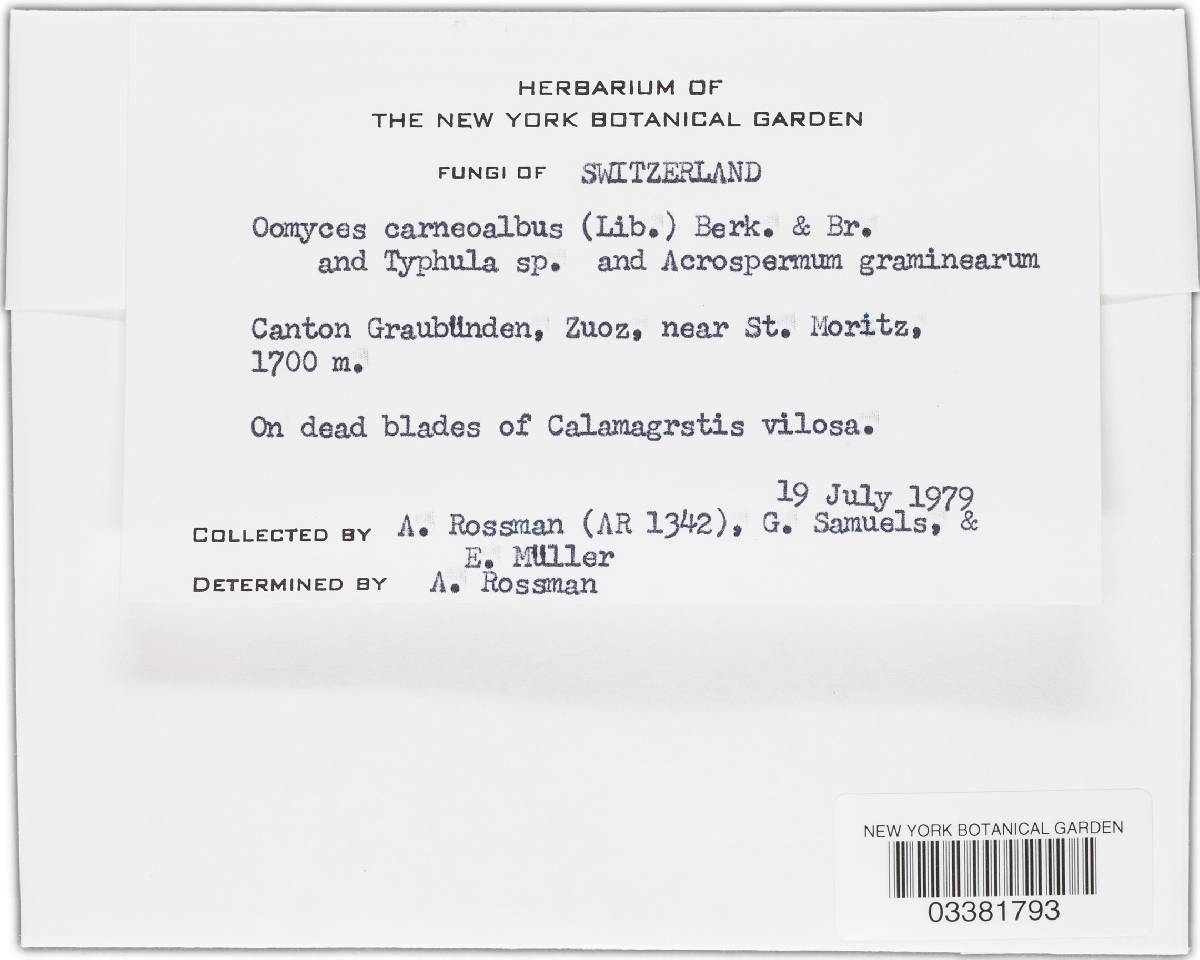 HERBARIUM OF
THE NEW YORK BOTANICAL GARDEN
FUNGI OF SWITZERLAND
Oomyces carneoalbus (Lib.) Berk. & Br.
and Typhula sp. and Acrospermum graminearum
Canton Graubünden, Zuoz, near St. Moritz,
1700 m.
On dead blades of Calamagrstis vilosa.
19 July 1979
COLLECTED BY A. Rossman (AR 1342), G. Samuels, &
E. Müller
DETERMINED BY A. Rossman
NEW YORK BOTANICAL GARDEN
03381793